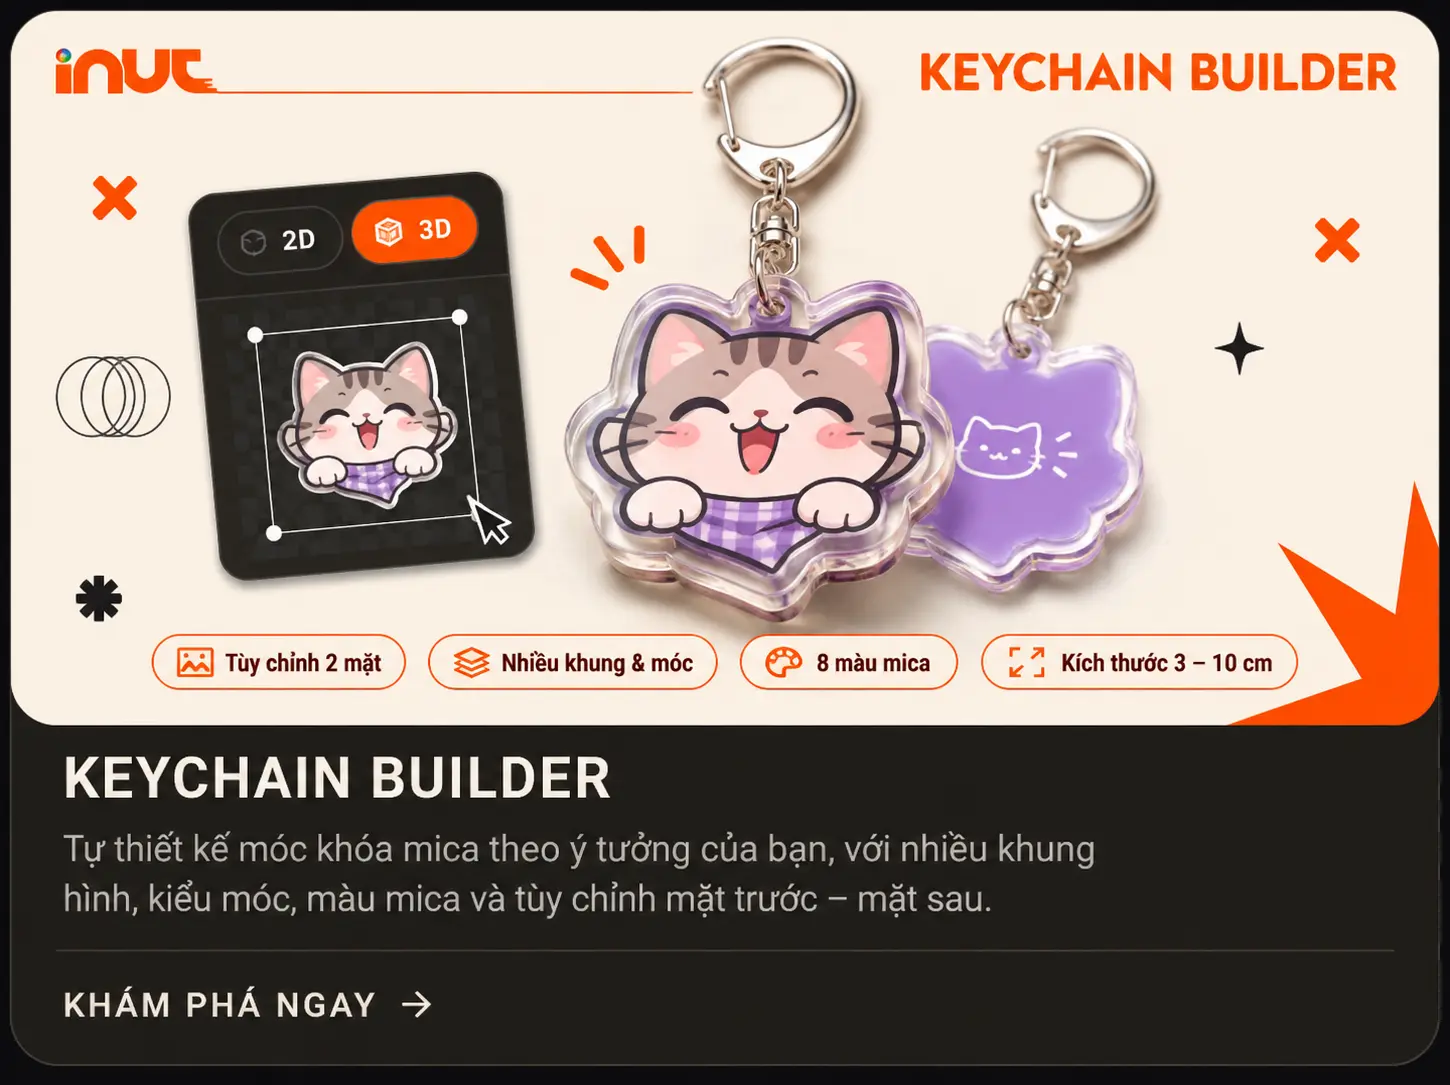 inut
KEYCHAIN BUILDER
2D
3D
Tùy chỉnh 2 mặt
Nhiều khung & móc
8 màu mica
Kích thước 3 – 10 cm
KEYCHAIN BUILDER
Tự thiết kế móc khóa mica theo ý tưởng của bạn, với nhiều khung
hình, kiểu móc, màu mica và tùy chỉnh mặt trước – mặt sau.
KHÁM PHÁ NGAY